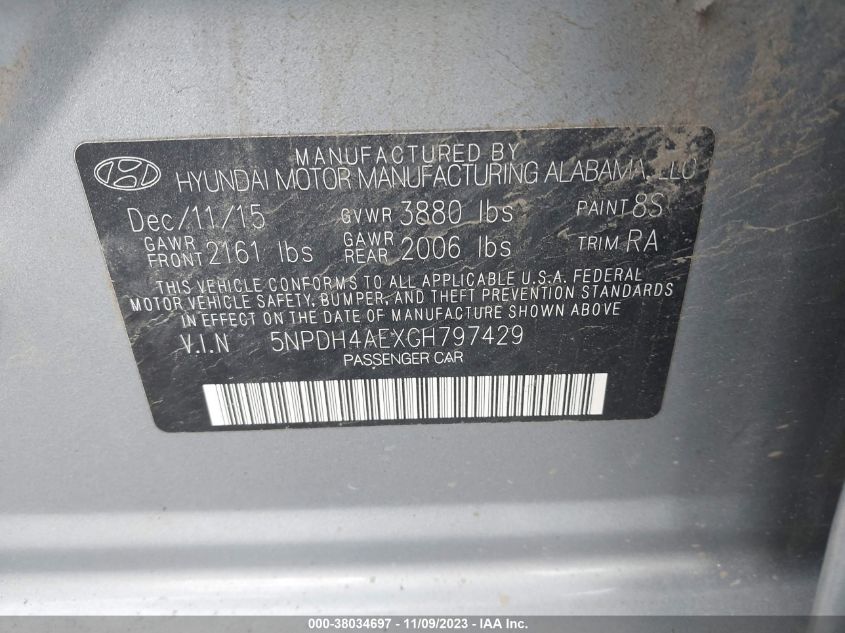 MANUFACTURED BY
HYUNDAI MOTOR MANUFACTURING ALABAMA, LLC
Dec/11/15 GVWR 3880 lbs PAINT 8S
GAWR FRONT 2161 lbs GAWR REAR 2006 lbs TRIM RA
THIS VEHICLE CONFORMS TO ALL APPLICABLE U.S.A. FEDERAL
MOTOR VEHICLE SAFETY, BUMPER, AND THEFT PREVENTION STANDARDS
IN EFFECT ON THE DATE OF MANUFACTURE SHOWN ABOVE
V.I.N 5NPDH4AEXGH797429
PASSENGER CAR
000-38034697 - 11/09/2023 - IAA Inc.